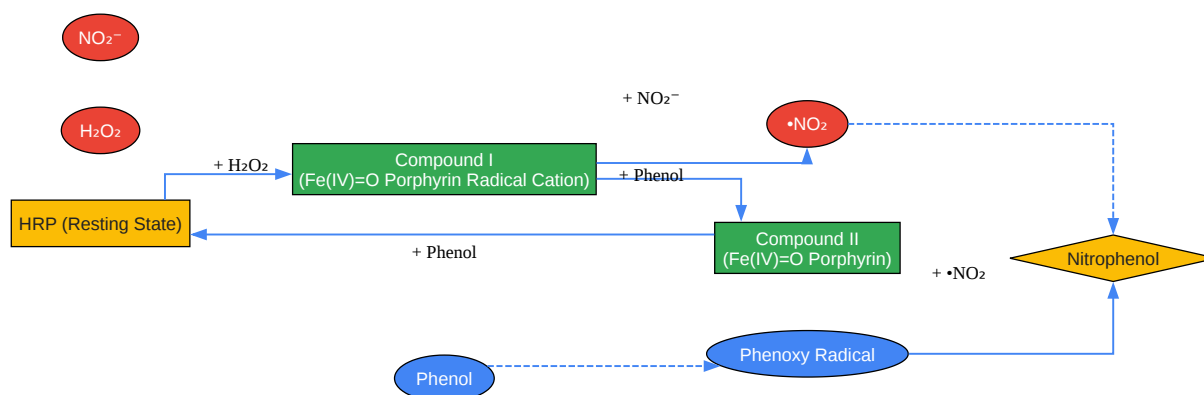 NO₂⁻
H₂O₂
+ NO₂⁻
•NO₂
+ H₂O₂
Compound I
(Fe(IV)=O Porphyrin Radical Cation)
+ Phenol
HRP (Resting State)
+ Phenol
Compound II
(Fe(IV)=O Porphyrin)
Nitrophenol
+ •NO₂
Phenoxy Radical
Phenol